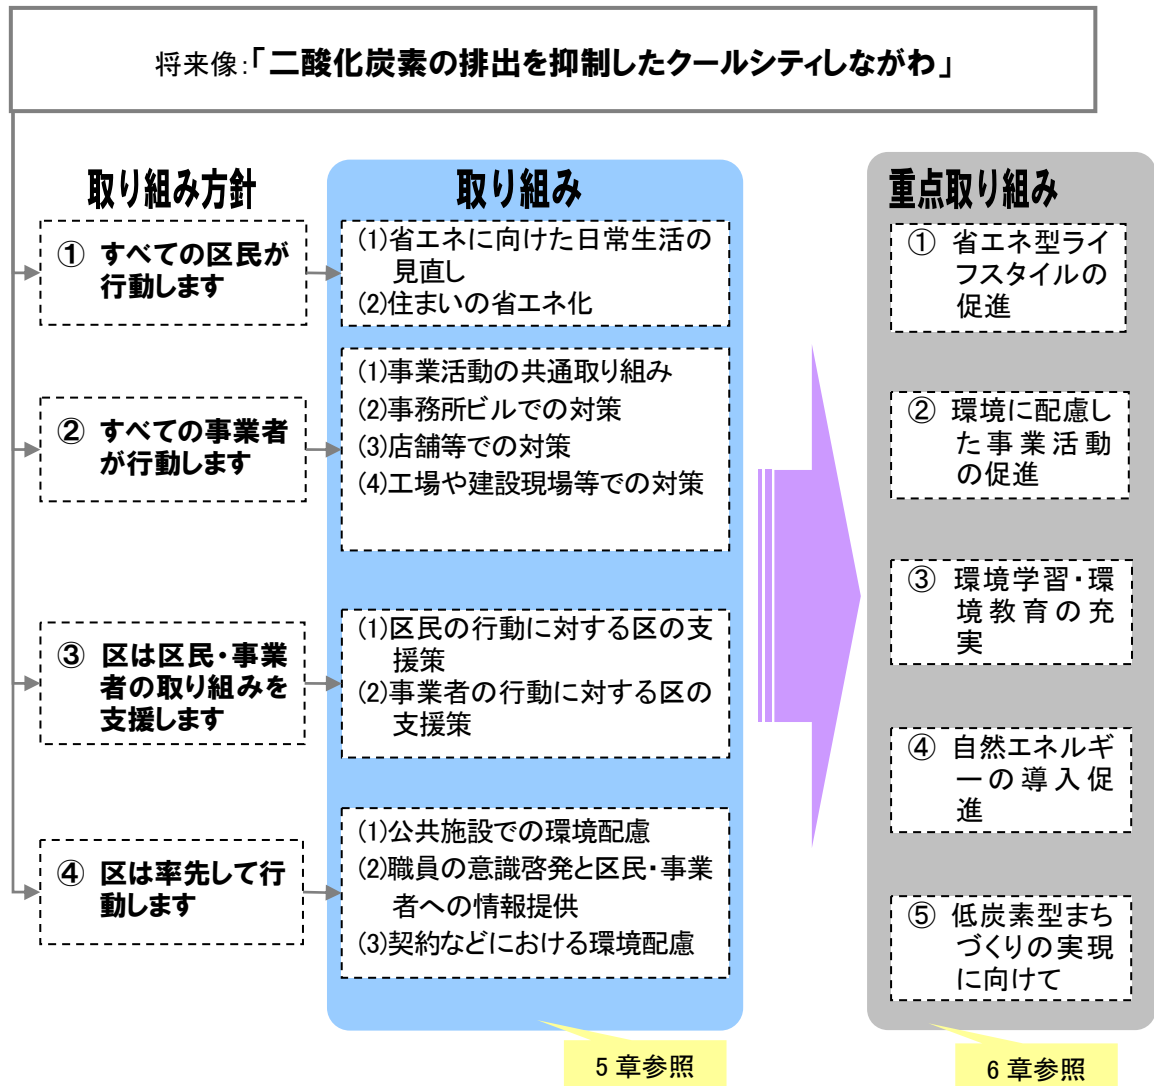 将来像:「二酸化炭素の排出を抑制したクールシティしながわ」
取り組み方針
① すべての区民が
行動します
② すべての事業者
が行動します
③ 区は区民・事業
者の取り組みを
支援します
④ 区は率先して行
動します
取り組み
(1)省エネに向けた日常生活の
見直し
(2)住まいの省エネ化
(1)事業活動の共通取り組み
(2)事務所ビルでの対策
(3)店舗等での対策
(4)工場や建設現場等での対策
(1)区民の行動に対する区の支
援策
(2)事業者の行動に対する区の
支援策
(1)公共施設での環境配慮
(2)職員の意識啓発と区民・事業
者への情報提供
(3)契約などにおける環境配慮
5 章参照
重点取り組み
① 省エネ型ライ
フスタイルの
促進
② 環境に配慮し
た事業活動
の促進
③ 環境学習・環
境教育の充
実
④ 自然エネルギ
ーの導入促
進
⑤ 低炭素型まち
づくりの実現
に向けて
6 章参照